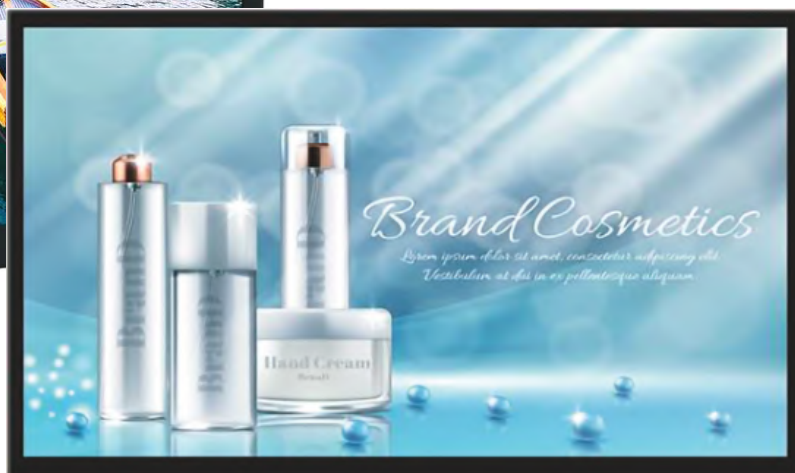 Brand Cosmetics
Lorem ipsum dolor sit amet, consectetur adipiscing elit.
Vestibulum at dui in ex pellentesque aliquam.
Brand
Brand
Brand
Hand Cream
Brand